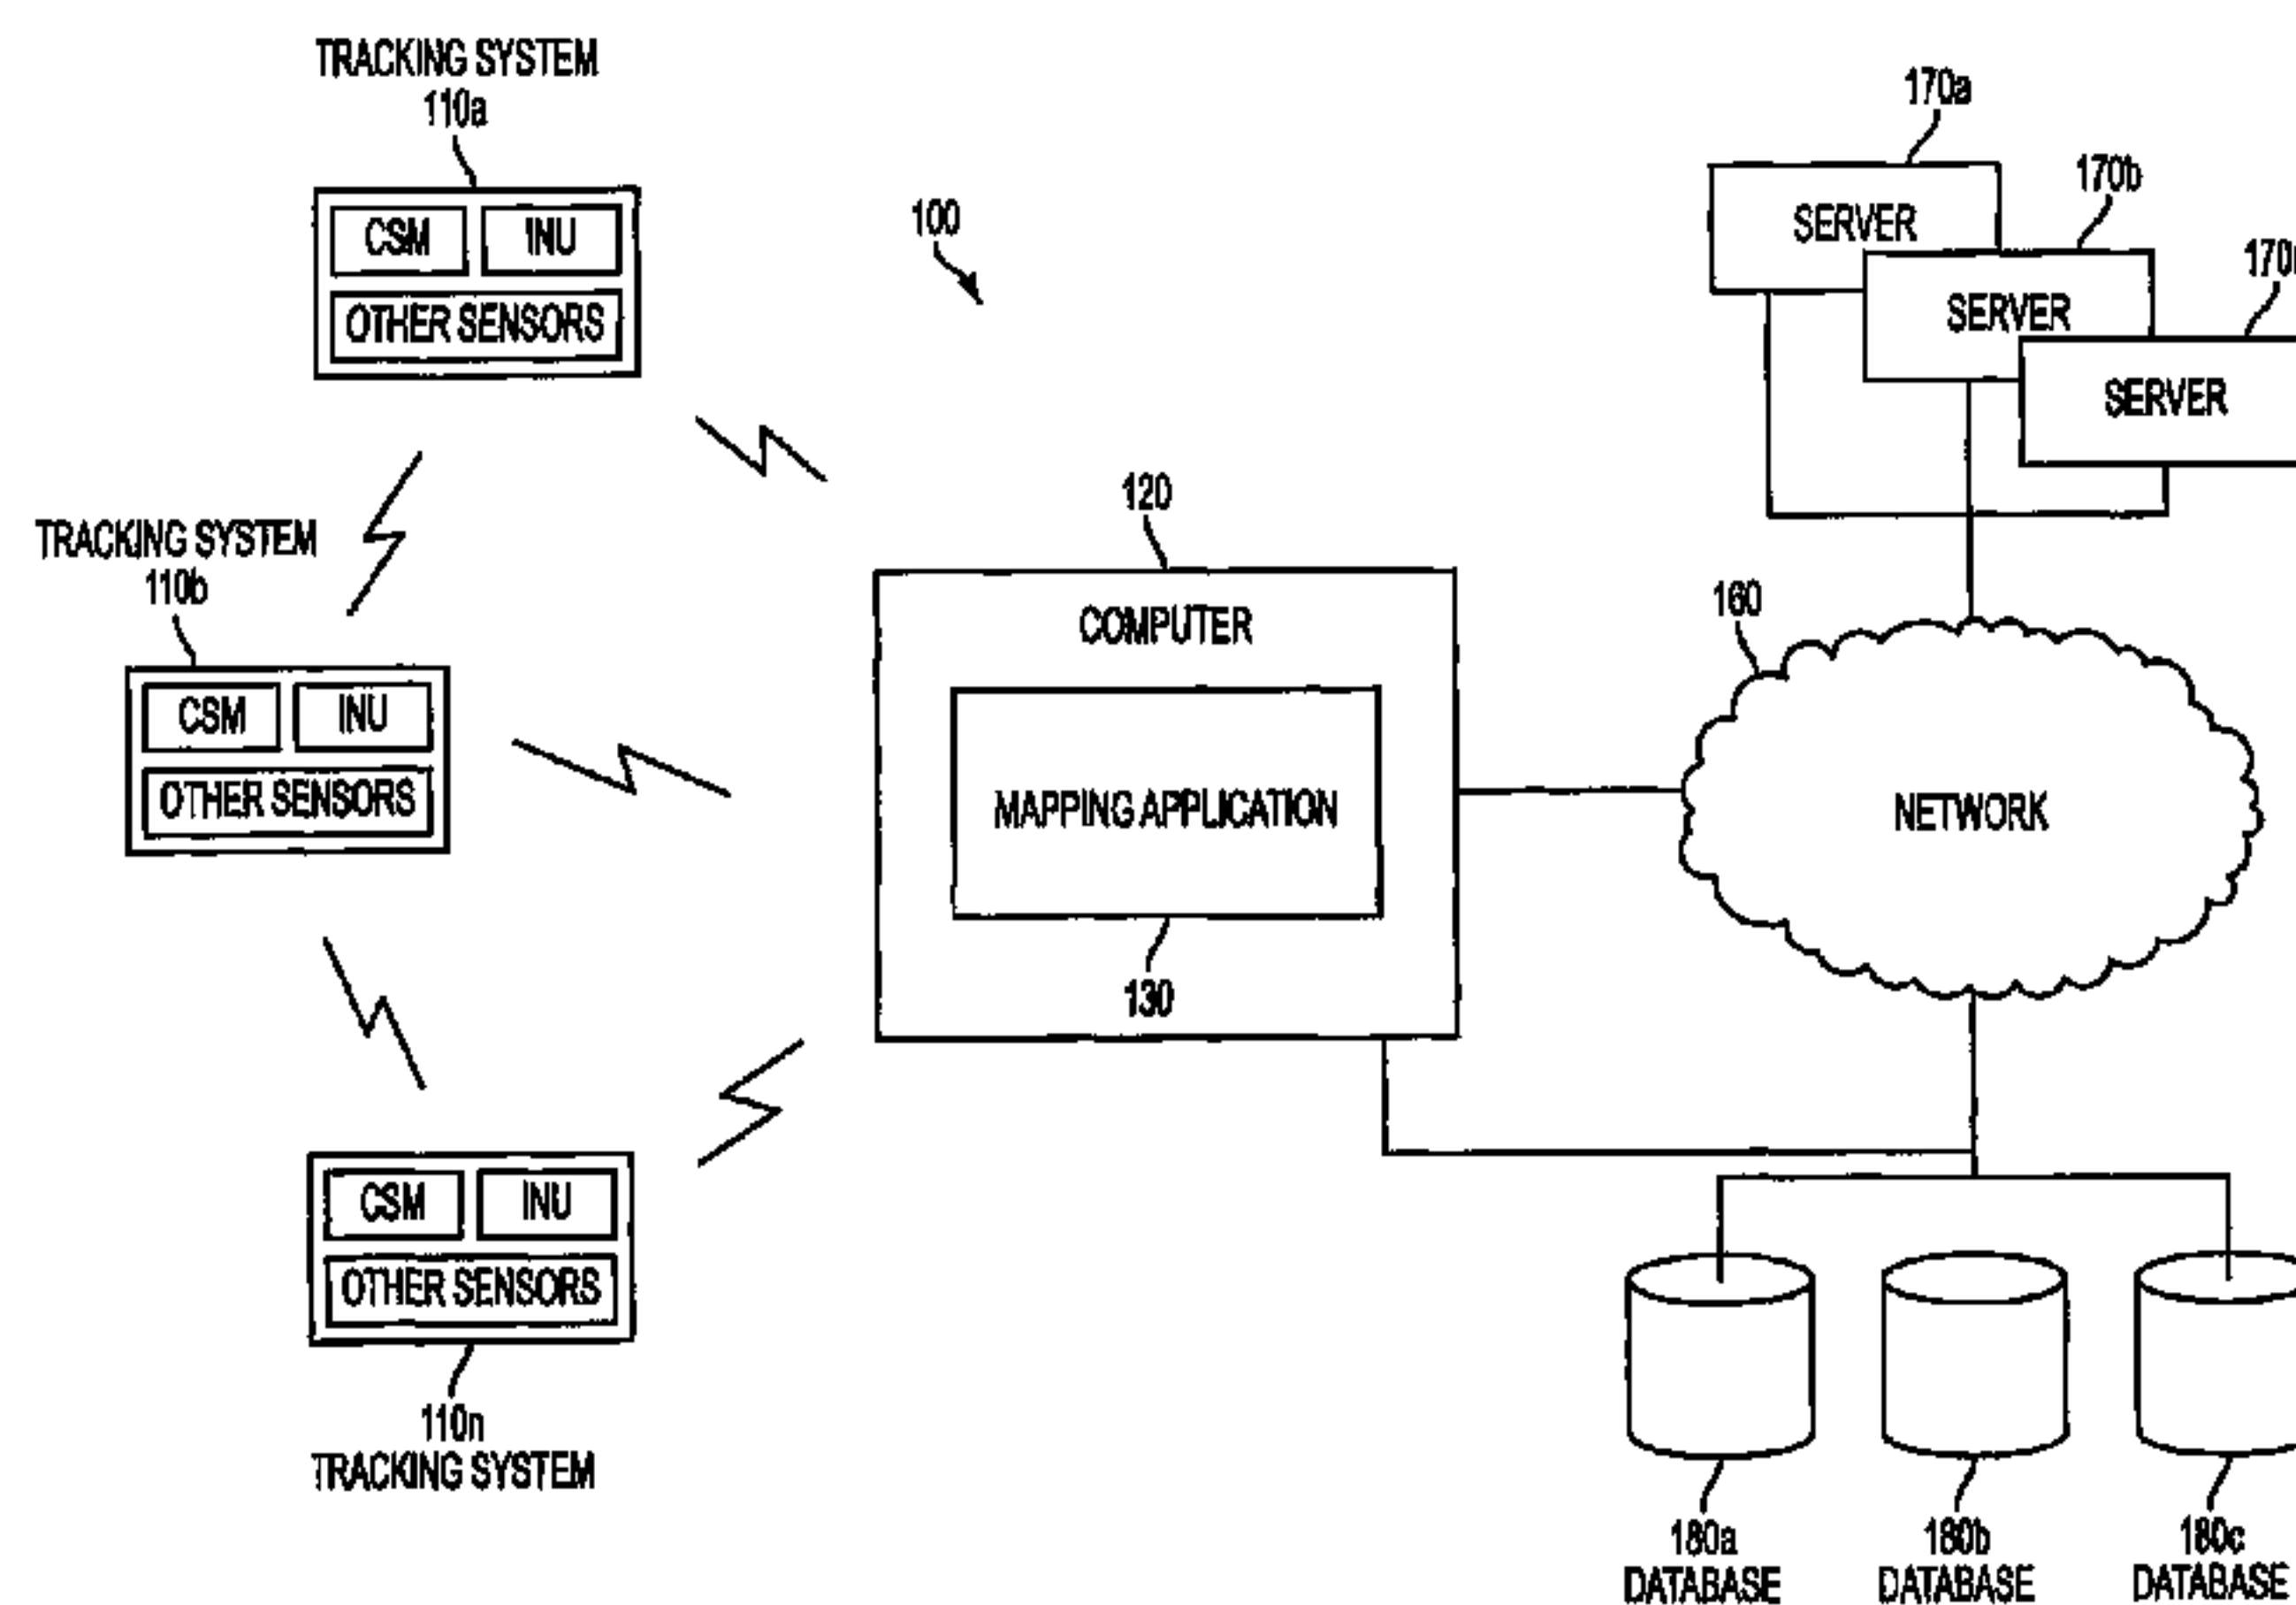 TRACKING SYSTEM
110a
CSM
INU
OTHER SENSORS
100
170a
SERVER
170b
SERVER
SERVER
TRACKING SYSTEM
110b
CSM
INU
OTHER SENSORS
120
COMPUTER
MAPPING APPLICATION
130
160
NETWORK
CSM
INU
OTHER SENSORS
110n
TRACKING SYSTEM
180a
DATABASE
180b
DATABASE
180c
DATABASE